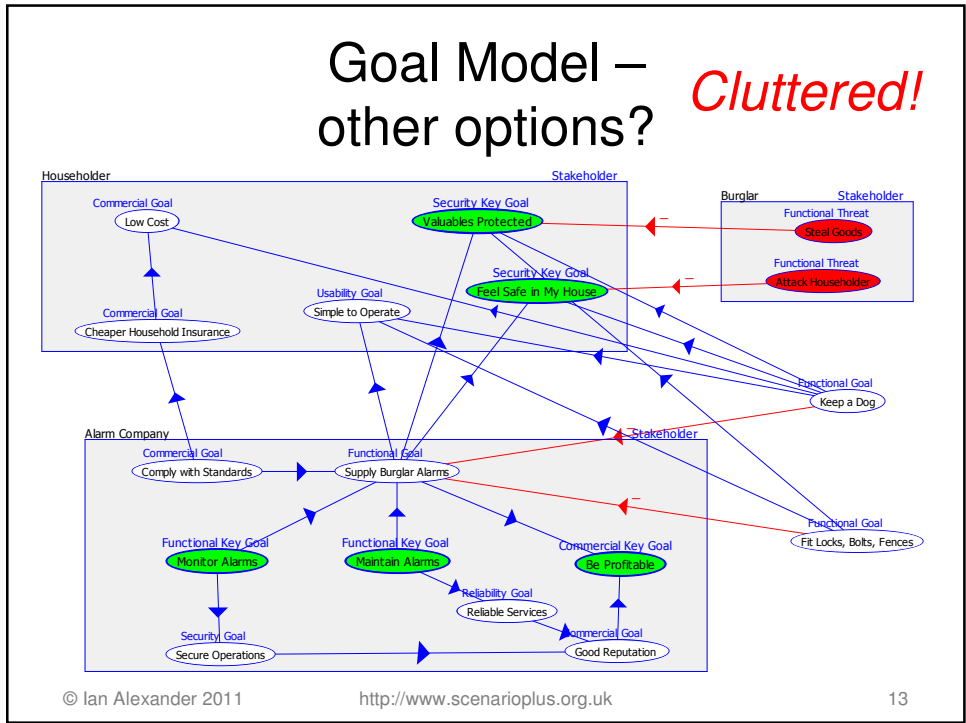 Goal Model –
other options?
Cluttered!
Householder
Stakeholder
Commercial Goal
Low Cost
Security Key Goal
Valuables Protected
Security Key Goal
Feel Safe in My House
Usability Goal
Simple to Operate
Commercial Goal
Cheaper Household Insurance
Burglar
Stakeholder
Functional Threat
Steal Goods
Functional Threat
Attack Householder
–
–
Functional Goal
Keep a Dog
–
–
Functional Goal
Fit Locks, Bolts, Fences
Alarm Company
Stakeholder
Commercial Goal
Comply with Standards
Functional Goal
Supply Burglar Alarms
Functional Key Goal
Monitor Alarms
Functional Key Goal
Maintain Alarms
Commercial Key Goal
Be Profitable
Reliability Goal
Reliable Services
Security Goal
Secure Operations
Commercial Goal
Good Reputation
© Ian Alexander 2011
http://www.scenarioplus.org.uk
13